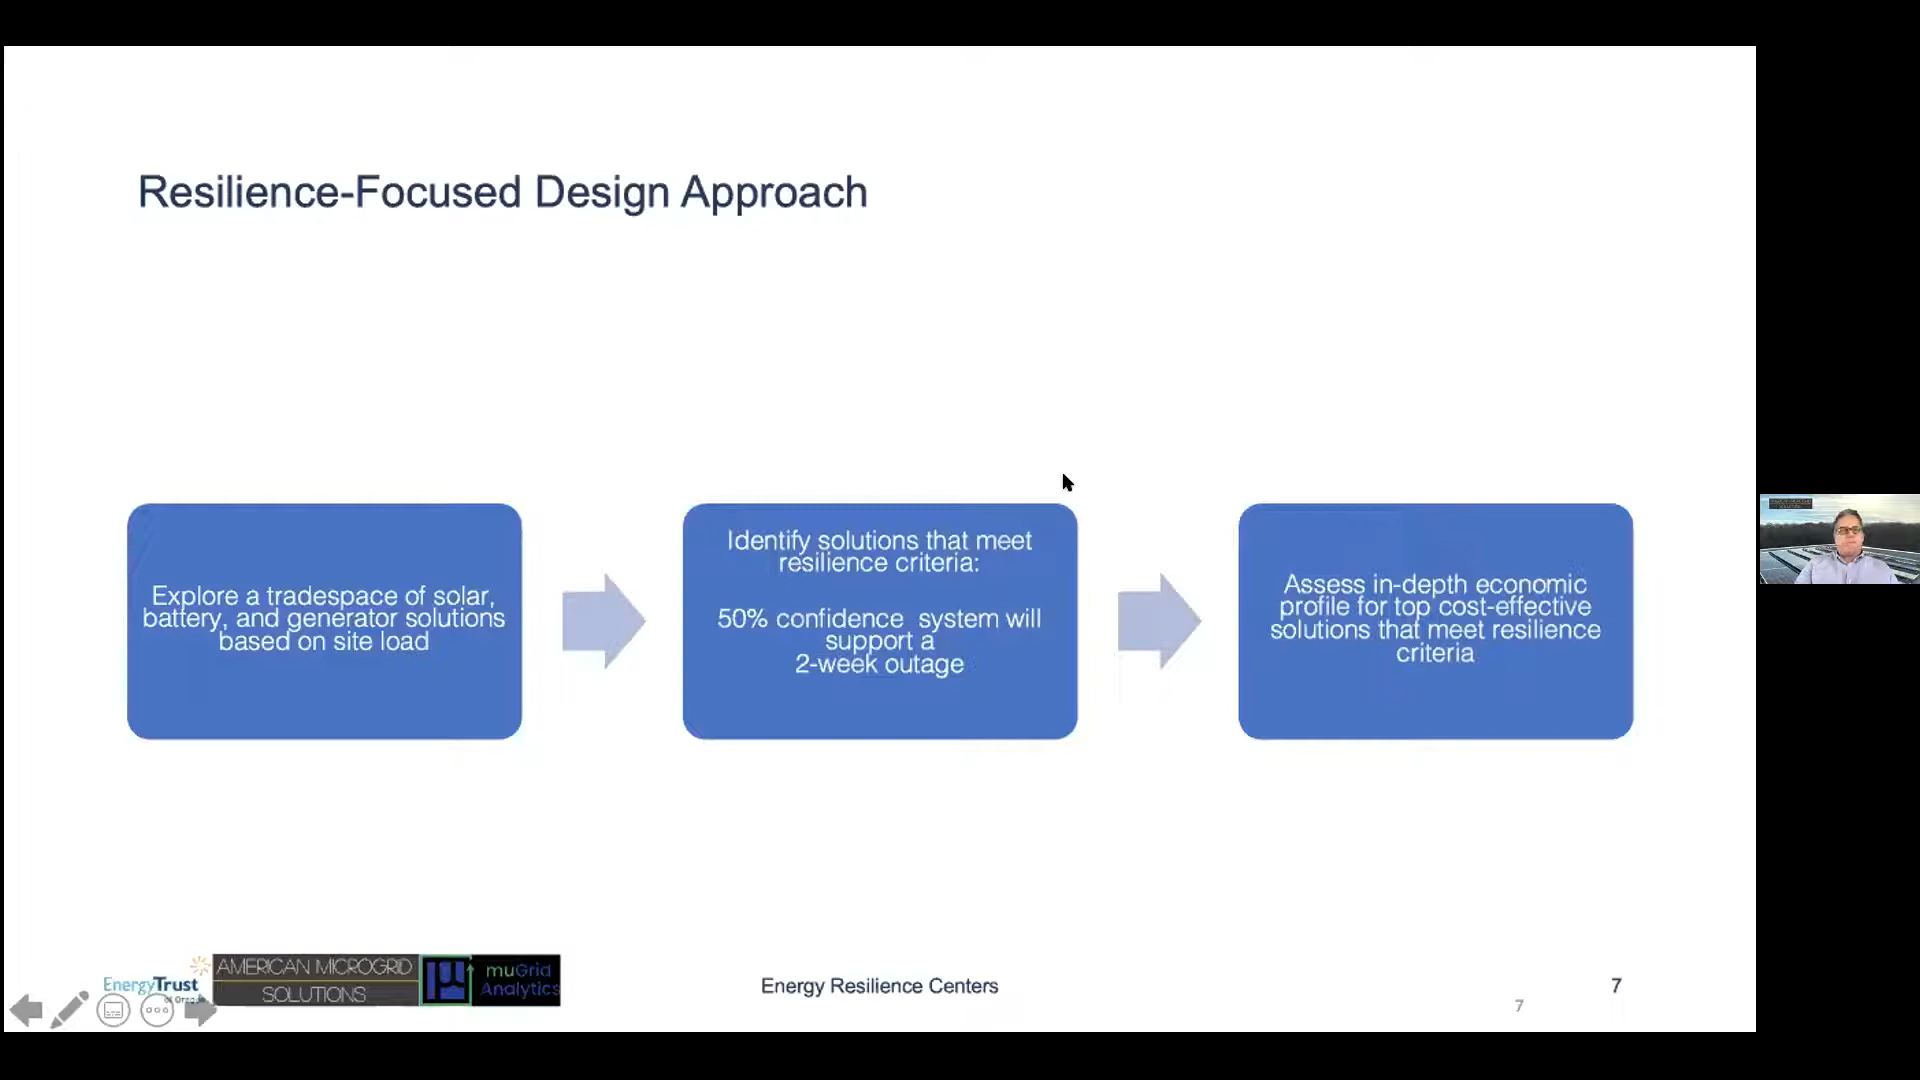 Resilience-Focused Design Approach
Explore a tradespace of solar,
battery, and generator solutions
based on site load
Identify solutions that meet
resilience criteria:
50% confidence  system will
support a
2-week outage
Assess in-depth economic
profile for top cost-effective
solutions that meet resilience
criteria
EnergyTrust
of Oregon
AMERICAN MICROGRID
SOLUTIONS
muGrid
Analytics
Energy Resilience Centers
7
7